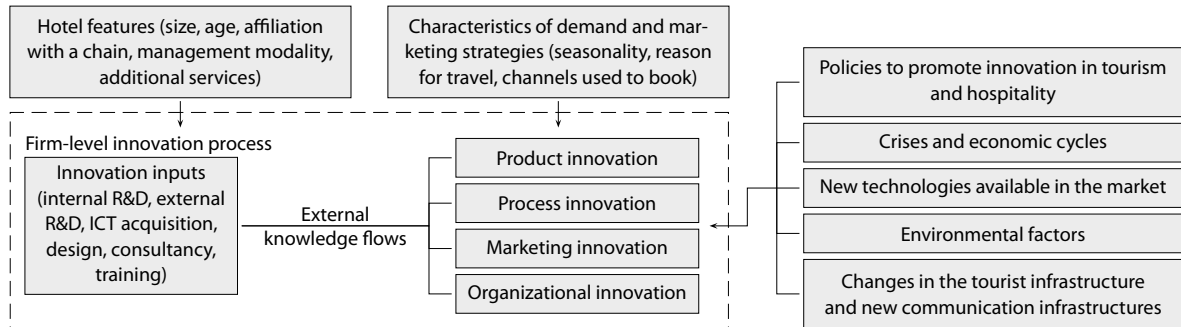 Hotel features (size, age, affiliation
with a chain, management modality,
additional services)
Characteristics of demand and mar-
keting strategies (seasonality, reason
for travel, channels used to book)
Firm-level innovation process
Innovation inputs
(internal R&D, external
R&D, ICT acquisition,
design, consultancy,
training)
External
knowledge flows
Product innovation
Process innovation
Marketing innovation
Organizational innovation
Policies to promote innovation in tourism
and hospitality
Crises and economic cycles
New technologies available in the market
Environmental factors
Changes in the tourist infrastructure
and new communication infrastructures